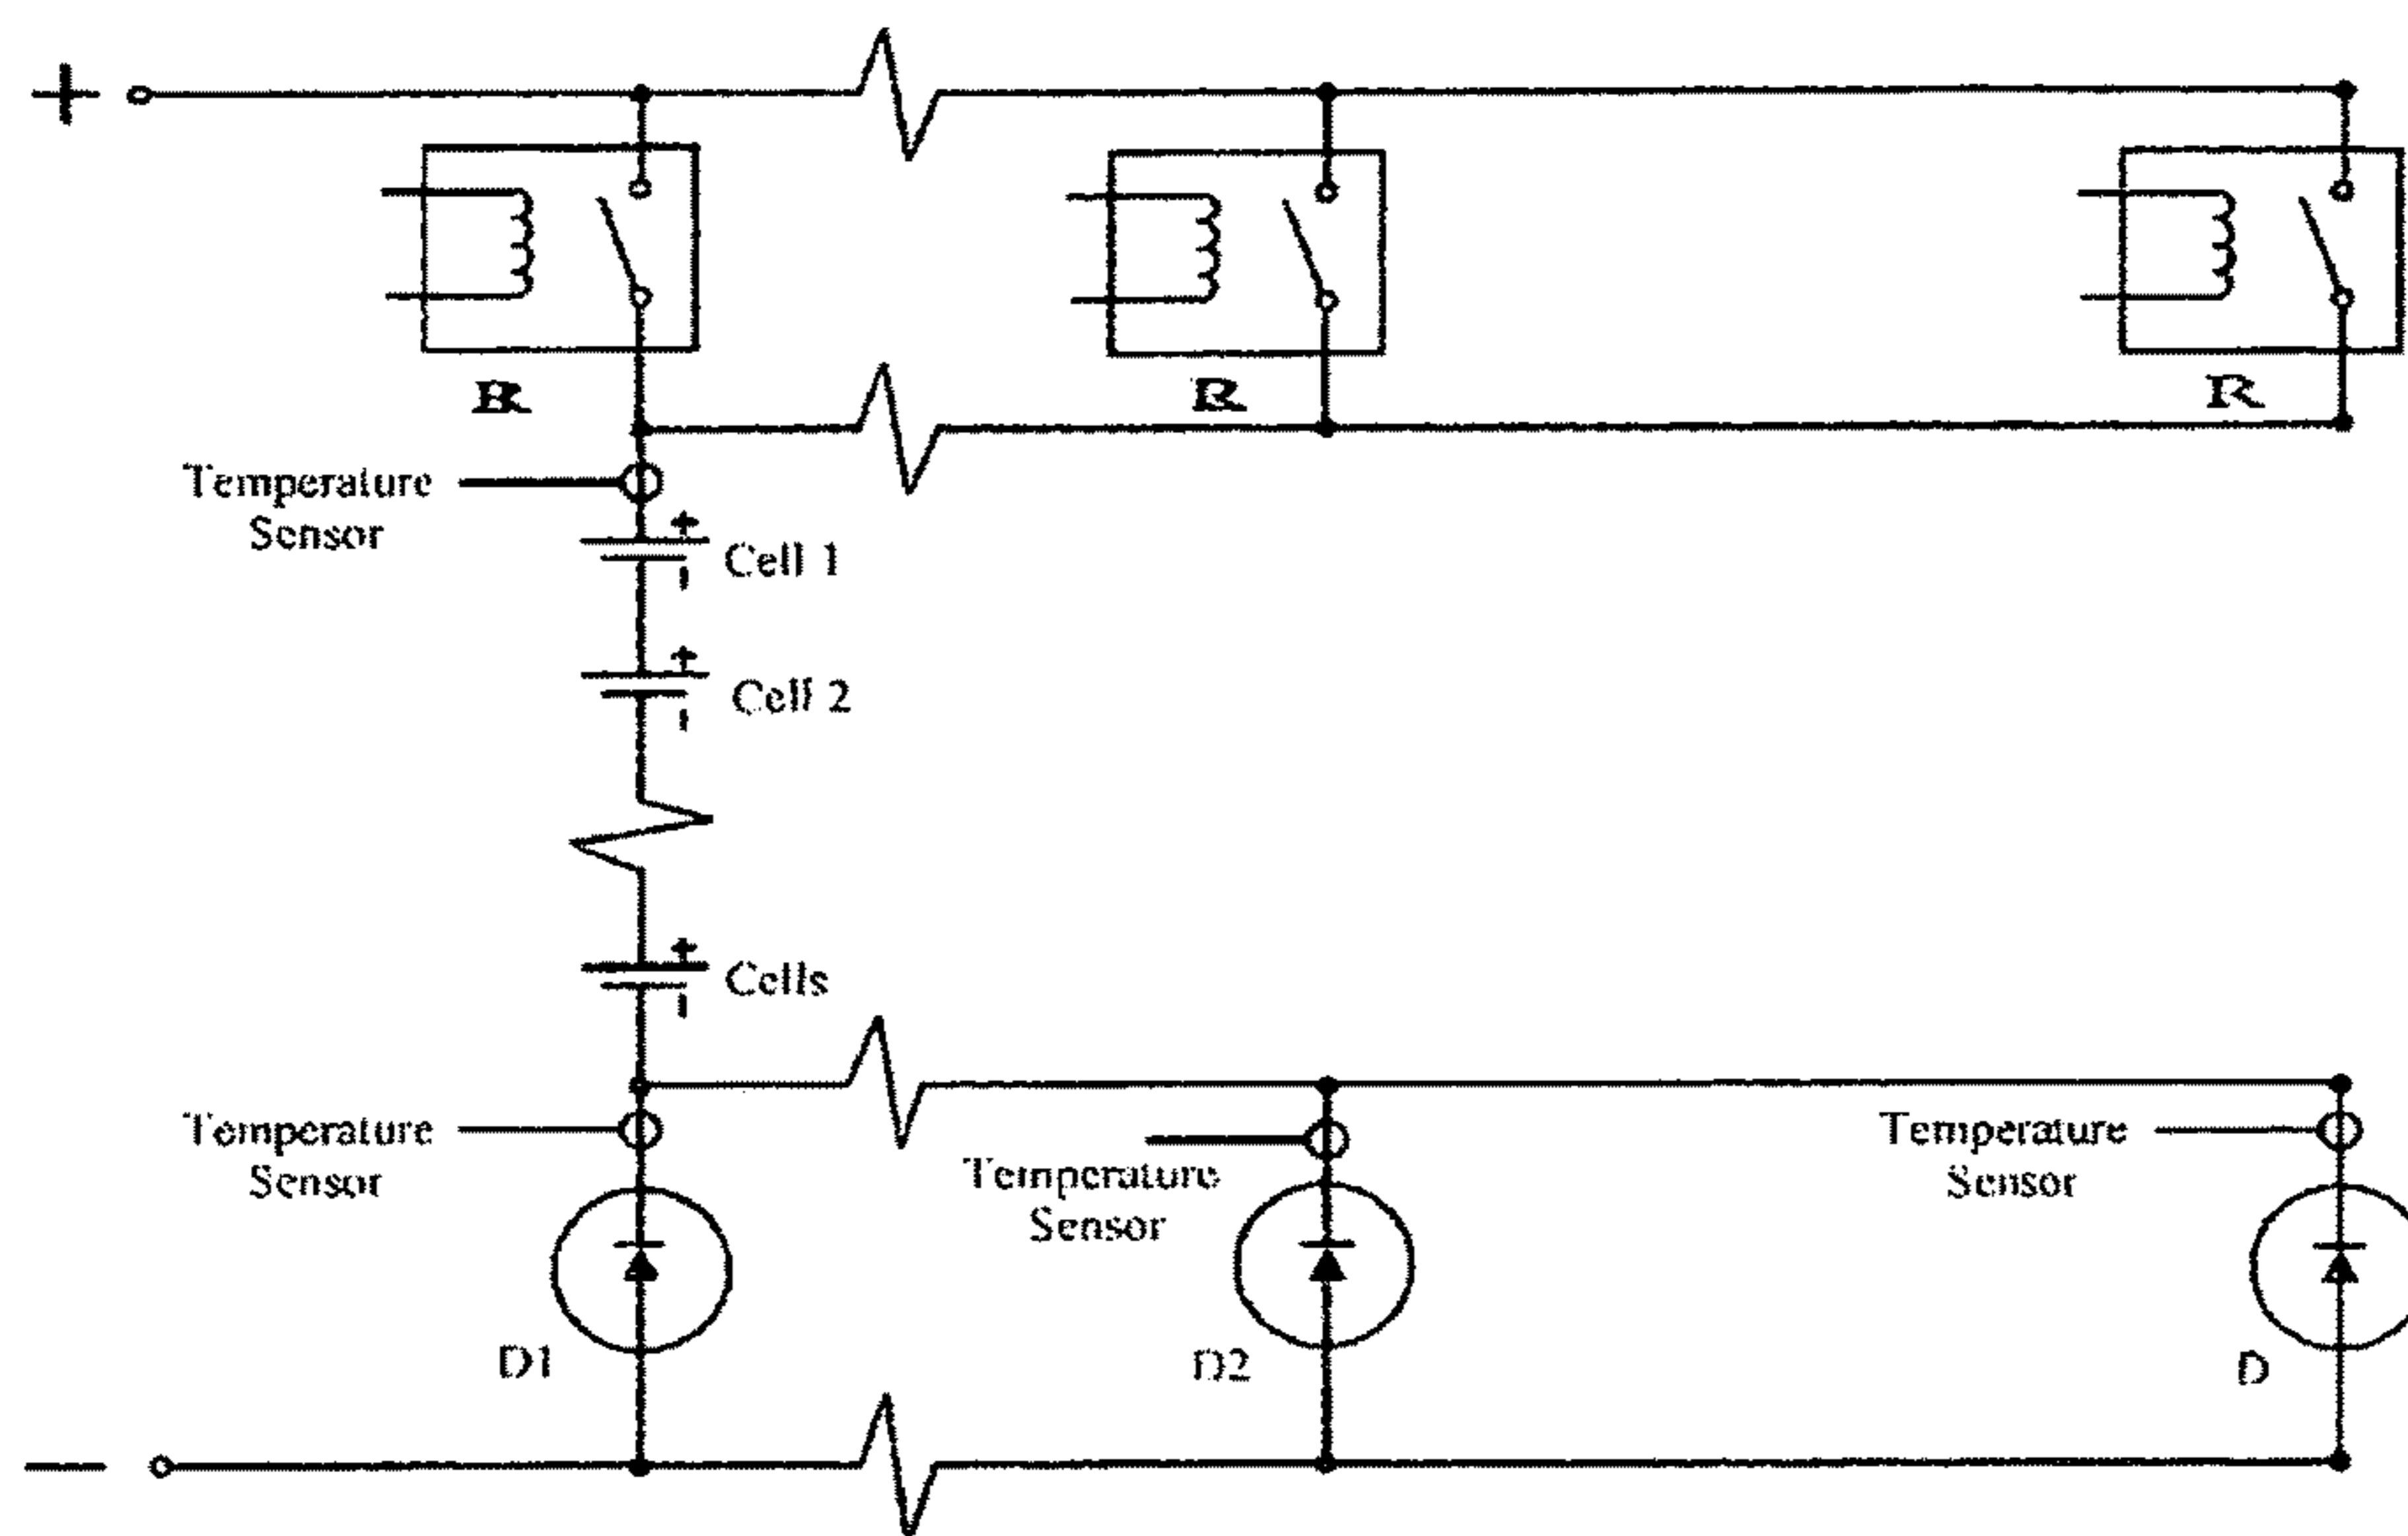 +
R
R
R
Temperature
Sensor
+
Cell 1
-
+
Cell 2
-
+
Cells
-
Temperature
Sensor
Temperature
Sensor
Temperature
Sensor
D1
D2
D
-